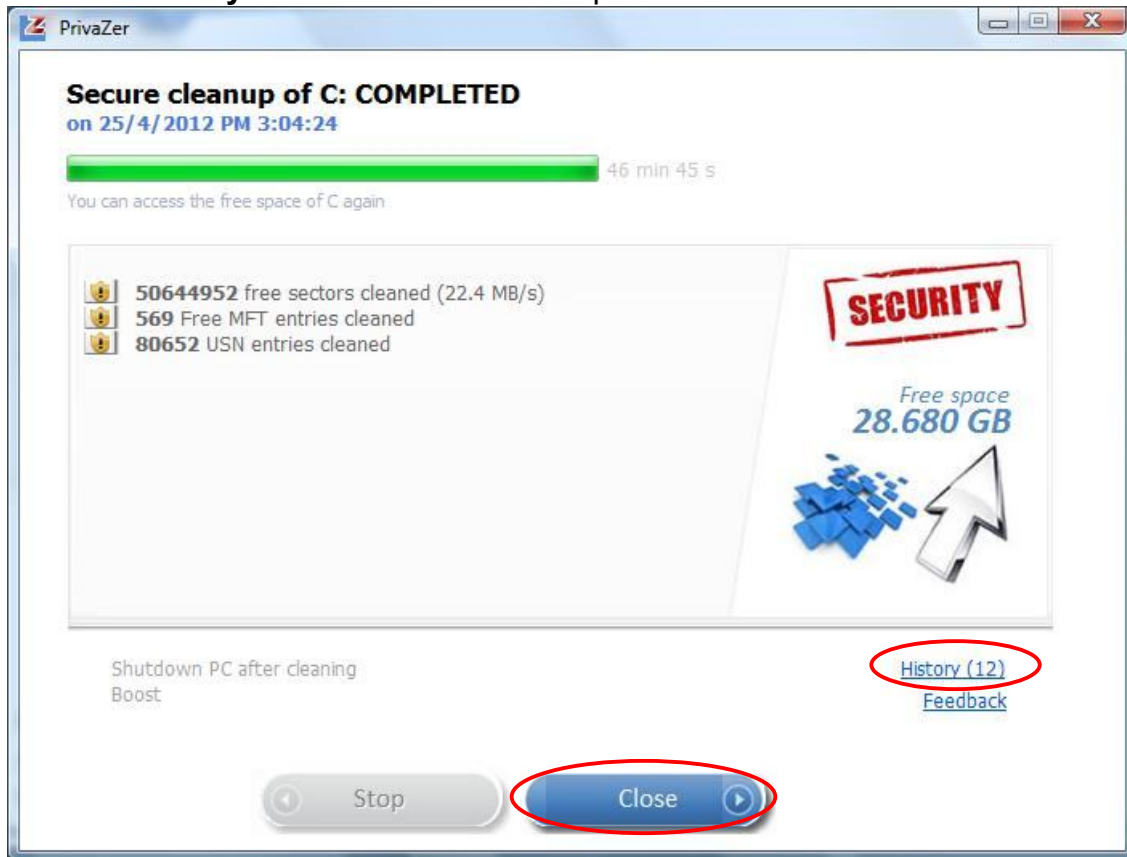 PrivaZer
X
Secure cleanup of C: COMPLETED
on 25/4/2012 PM 3:04:24
46 min 45 s
You can access the free space of C again
50644952 free sectors cleaned (22.4 MB/s)
569 Free MFT entries cleaned
80652 USN entries cleaned
SECURITY
Free space
28.680 GB
Shutdown PC after cleaning
Boost
History (12)
Feedback
Stop
Close